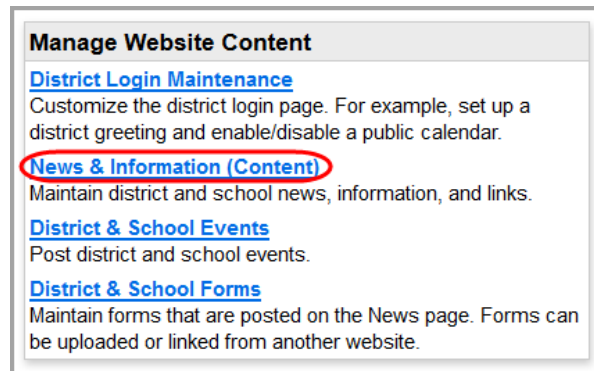 Manage Website Content
District Login Maintenance
Customize the district login page. For example, set up a
district greeting and enable/disable a public calendar.
News & Information (Content)
Maintain district and school news, information, and links.
District & School Events
Post district and school events.
District & School Forms
Maintain forms that are posted on the News page. Forms can
be uploaded or linked from another website.